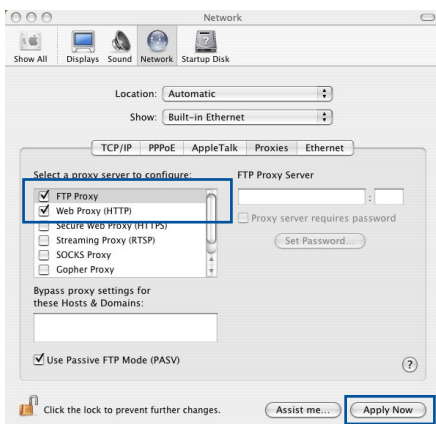 Network
Show All Displays Sound Network Startup Disk
Location: Automatic
Show: Built-in Ethernet
TCP/IP PPPoE AppleTalk Proxies Ethernet
Select a proxy server to configure: FTP Proxy Server
FTP Proxy
:
Web Proxy (HTTP)
Proxy server requires password
Secure Web Proxy (HTTPS)
Streaming Proxy (RTSP) Set Password...
SOCKS Proxy
Gopher Proxy
Bypass proxy settings for
these Hosts & Domains:
Use Passive FTP Mode (PASV) ?
Click the lock to prevent further changes. Assist me... Apply Now